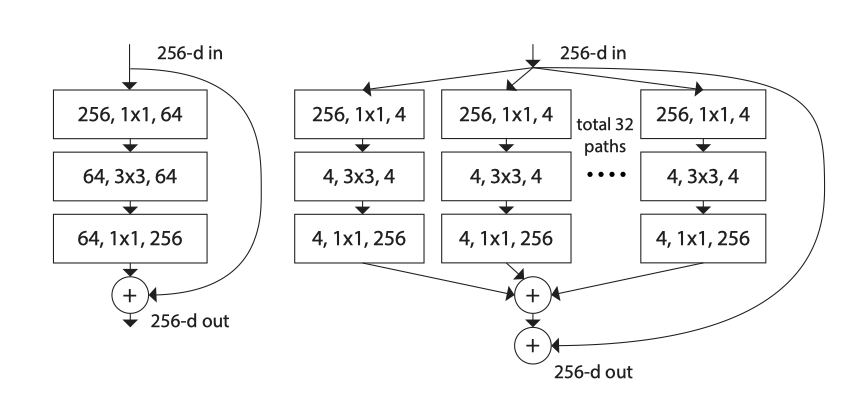 256-d in
256, 1x1, 64
64, 3x3, 64
64, 1x1, 256
+
256-d out
256-d in
256, 1x1, 4
256, 1x1, 4
total 32
paths
256, 1x1, 4
4, 3x3, 4
4, 3x3, 4
....
4, 3x3, 4
4, 1x1, 256
4, 1x1, 256
4, 1x1, 256
+
+
256-d out